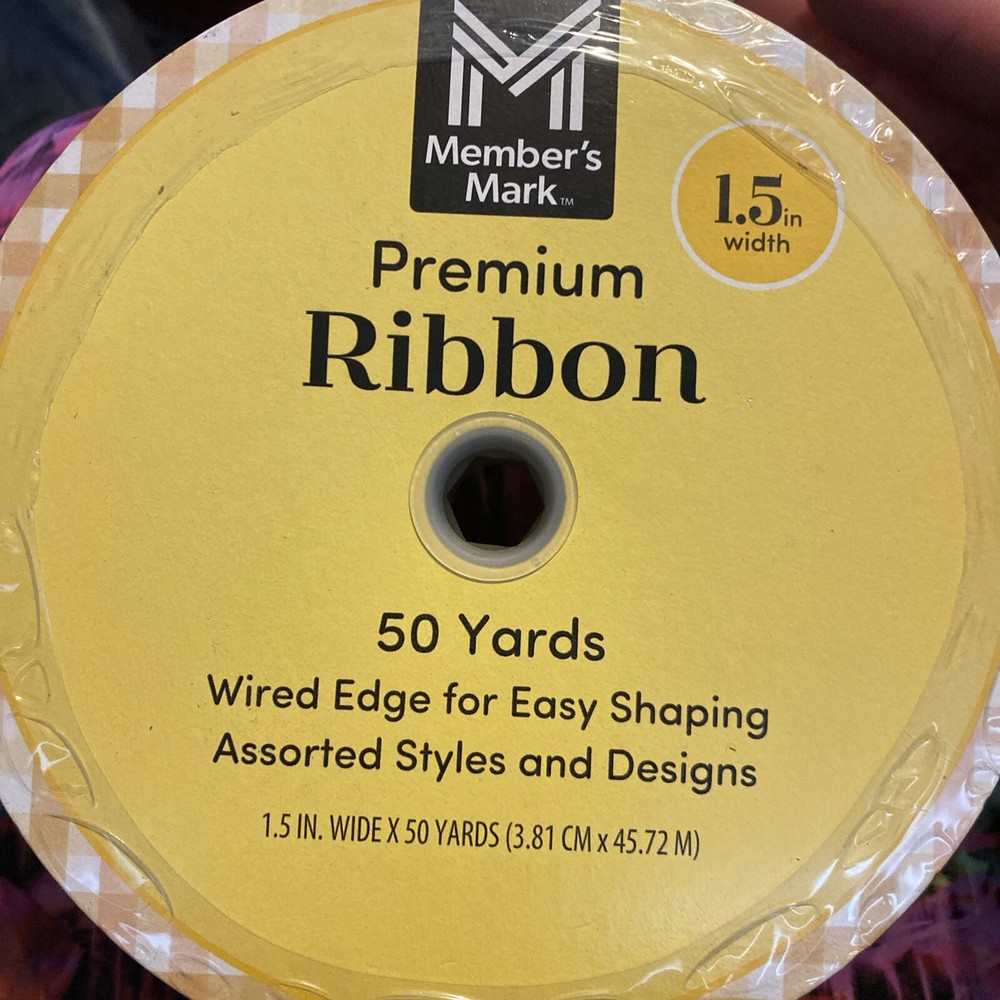 Member's
Mark™
1.5in
width
Premium
Ribbon
50 Yards
Wired Edge for Easy Shaping
Assorted Styles and Designs
1.5 IN. WIDE X 50 YARDS (3.81 CM x 45.72 M)